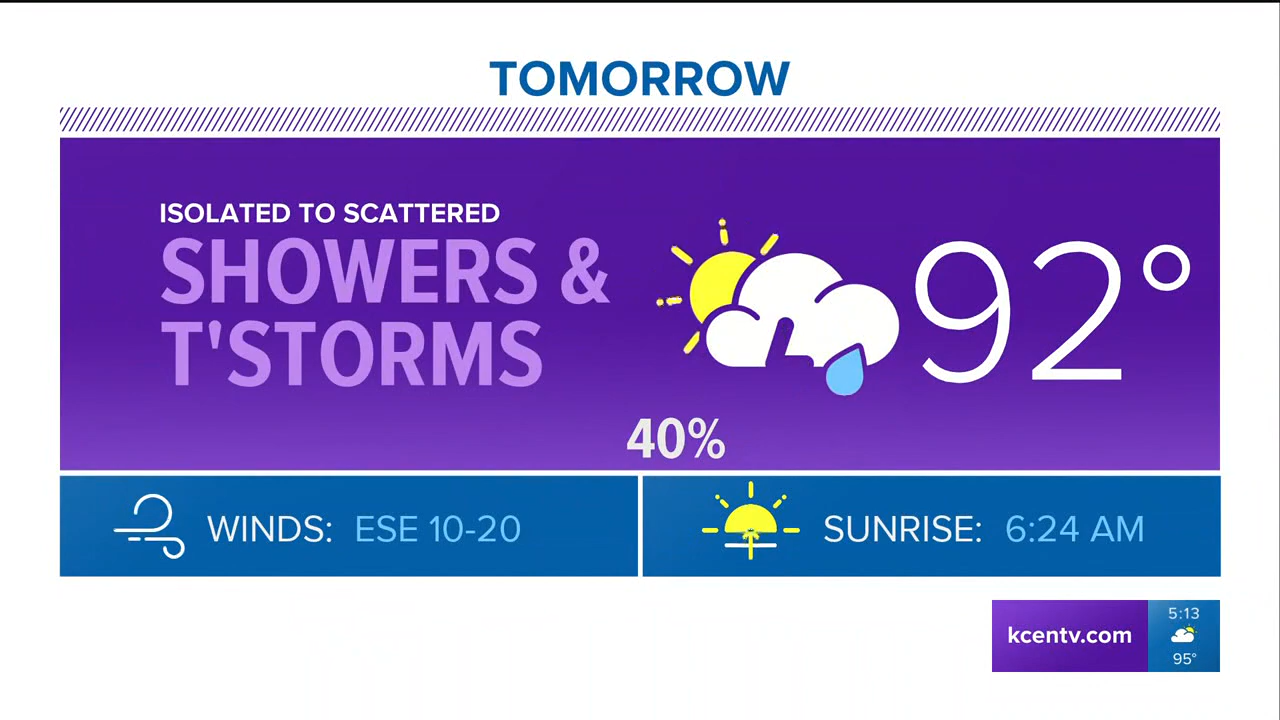 TOMORROW
ISOLATED TO SCATTERED
SHOWERS &
T'STORMS
92°
40%
WINDS: ESE 10-20
SUNRISE: 6:24 AM
kcentv.com
5:13
95°